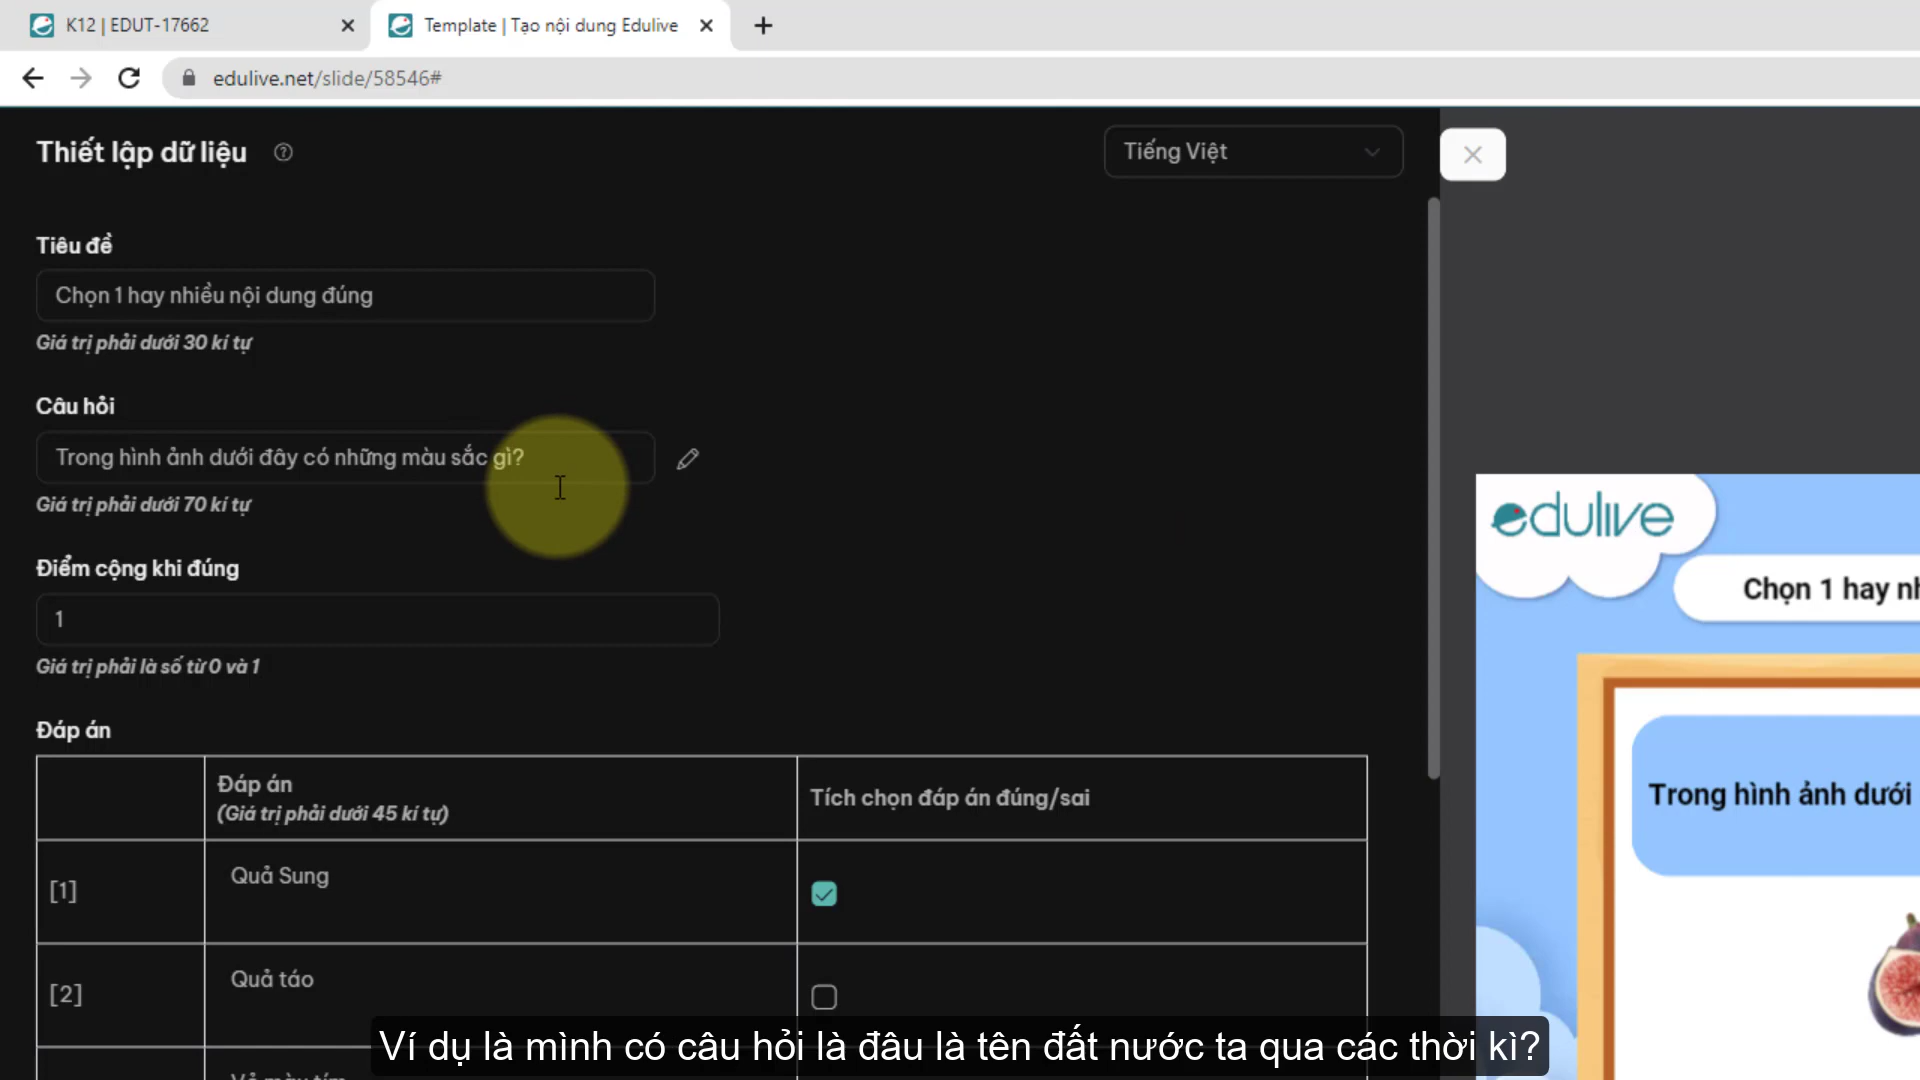 K12 | EDUT-17662
Template | Tạo nội dung Edulive
edulive.net/slide/58546#
Thiết lập dữ liệu
Tiếng Việt
Tiêu đề
Chọn 1 hay nhiều nội dung đúng
Giá trị phải dưới 30 kí tự
Câu hỏi
Trong hình ảnh dưới đây có những màu sắc gì?
Giá trị phải dưới 70 kí tự
edulive
Điểm cộng khi đúng
Chọn 1 hay nh
1
Giá trị phải là số từ 0 và 1
Đáp án
Đáp án
(Giá trị phải dưới 45 kí tự)
Tích chọn đáp án đúng/sai
Trong hình ảnh dưới
[1]
Quả Sung
[2]
Quả táo
Ví dụ là mình có câu hỏi là đâu là tên đất nước ta qua các thời kì?